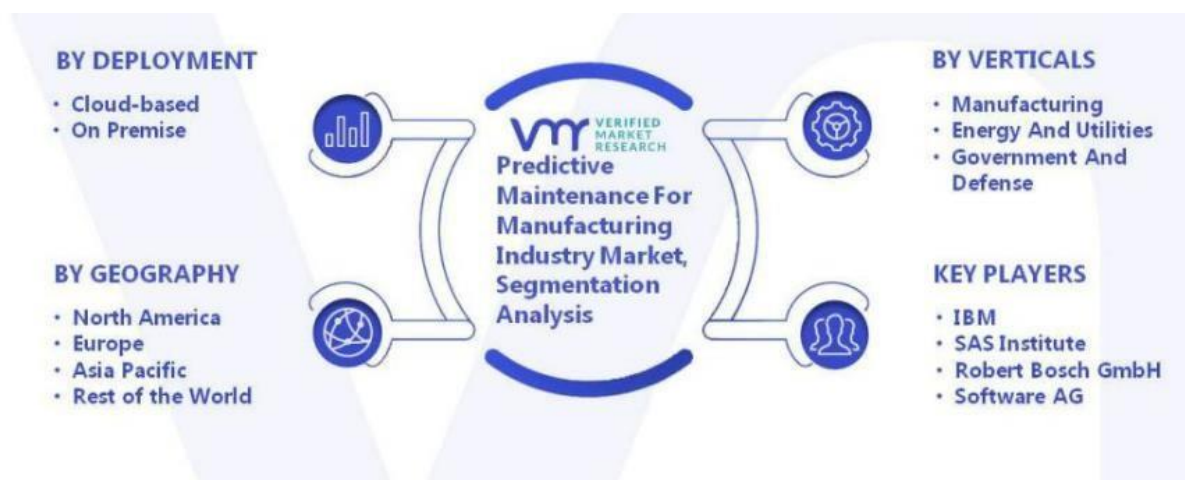 BY DEPLOYMENT
• Cloud-based
• On Premise
BY GEOGRAPHY
• North America
• Europe
• Asia Pacific
• Rest of the World
VMR VERIFIED
MARKET
RESEARCH
Predictive
Maintenance For
Manufacturing
Industry Market,
Segmentation
Analysis
BY VERTICALS
• Manufacturing
• Energy And Utilities
• Government And
Defense
KEY PLAYERS
• IBM
• SAS Institute
• Robert Bosch GmbH
• Software AG